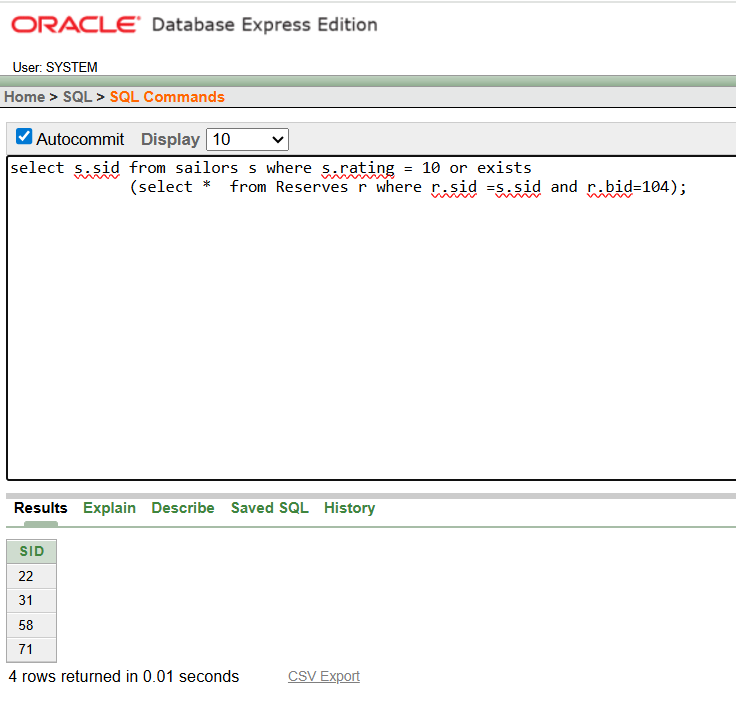 ORACLE Database Express Edition
User: SYSTEM
Home > SQL > SQL Commands
Autocommit Display 10
select s.sid from sailors s where s.rating = 10 or exists
(select * from Reserves r where r.sid =s.sid and r.bid=104);
Results Explain Describe Saved SQL History
SID
22
31
58
71
4 rows returned in 0.01 seconds CSV Export